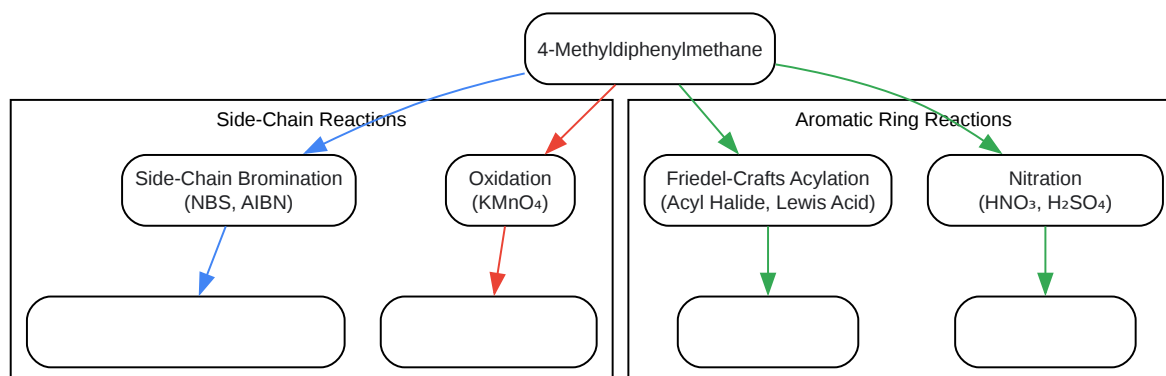 4-Methyldiphenylmethane
Side-Chain Reactions
Aromatic Ring Reactions
Side-Chain Bromination
(NBS, AIBN)
Oxidation
(KMnO₄)
Friedel-Crafts Acylation
(Acyl Halide, Lewis Acid)
Nitration
(HNO₃, H₂SO₄)